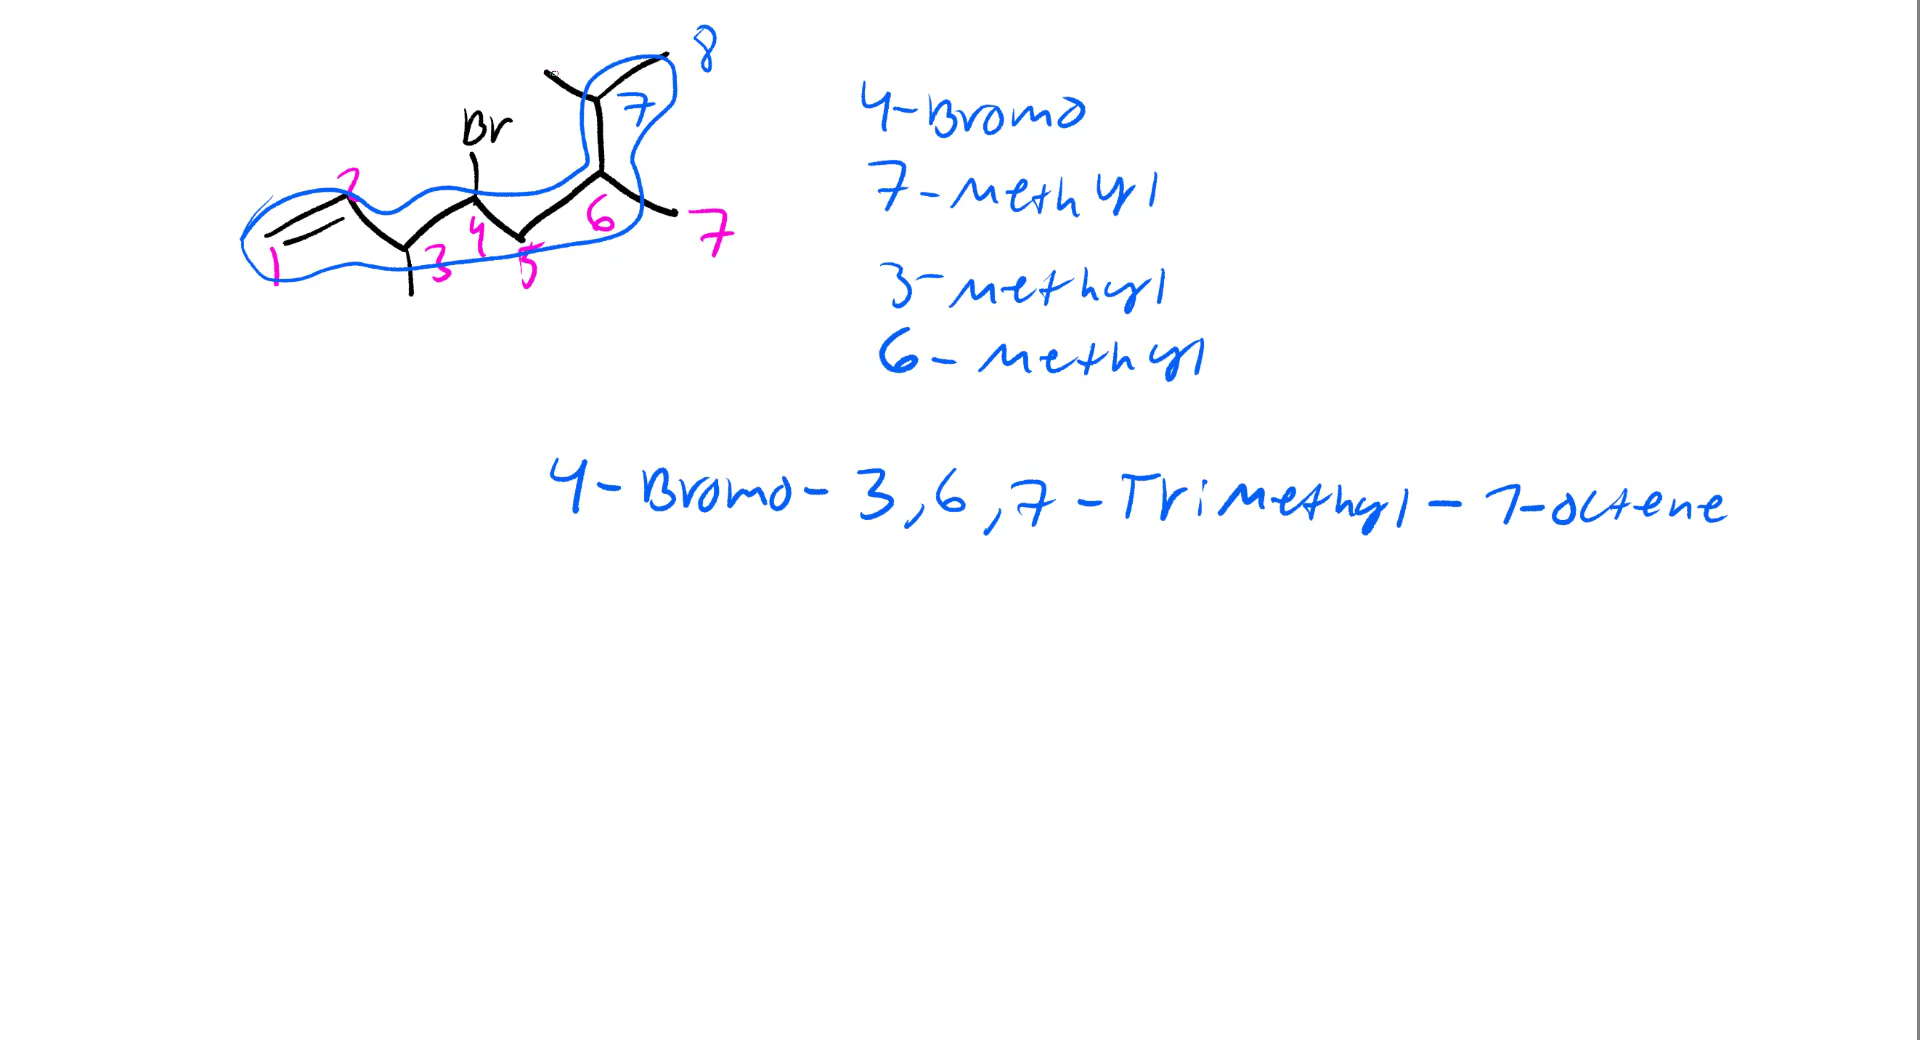 8
7
Br
2
1
3
4
5
6
7
4-Bromo
7-methyl
3-methyl
6-methyl
4-Bromo-3,6,7-Trimethyl-1-octene